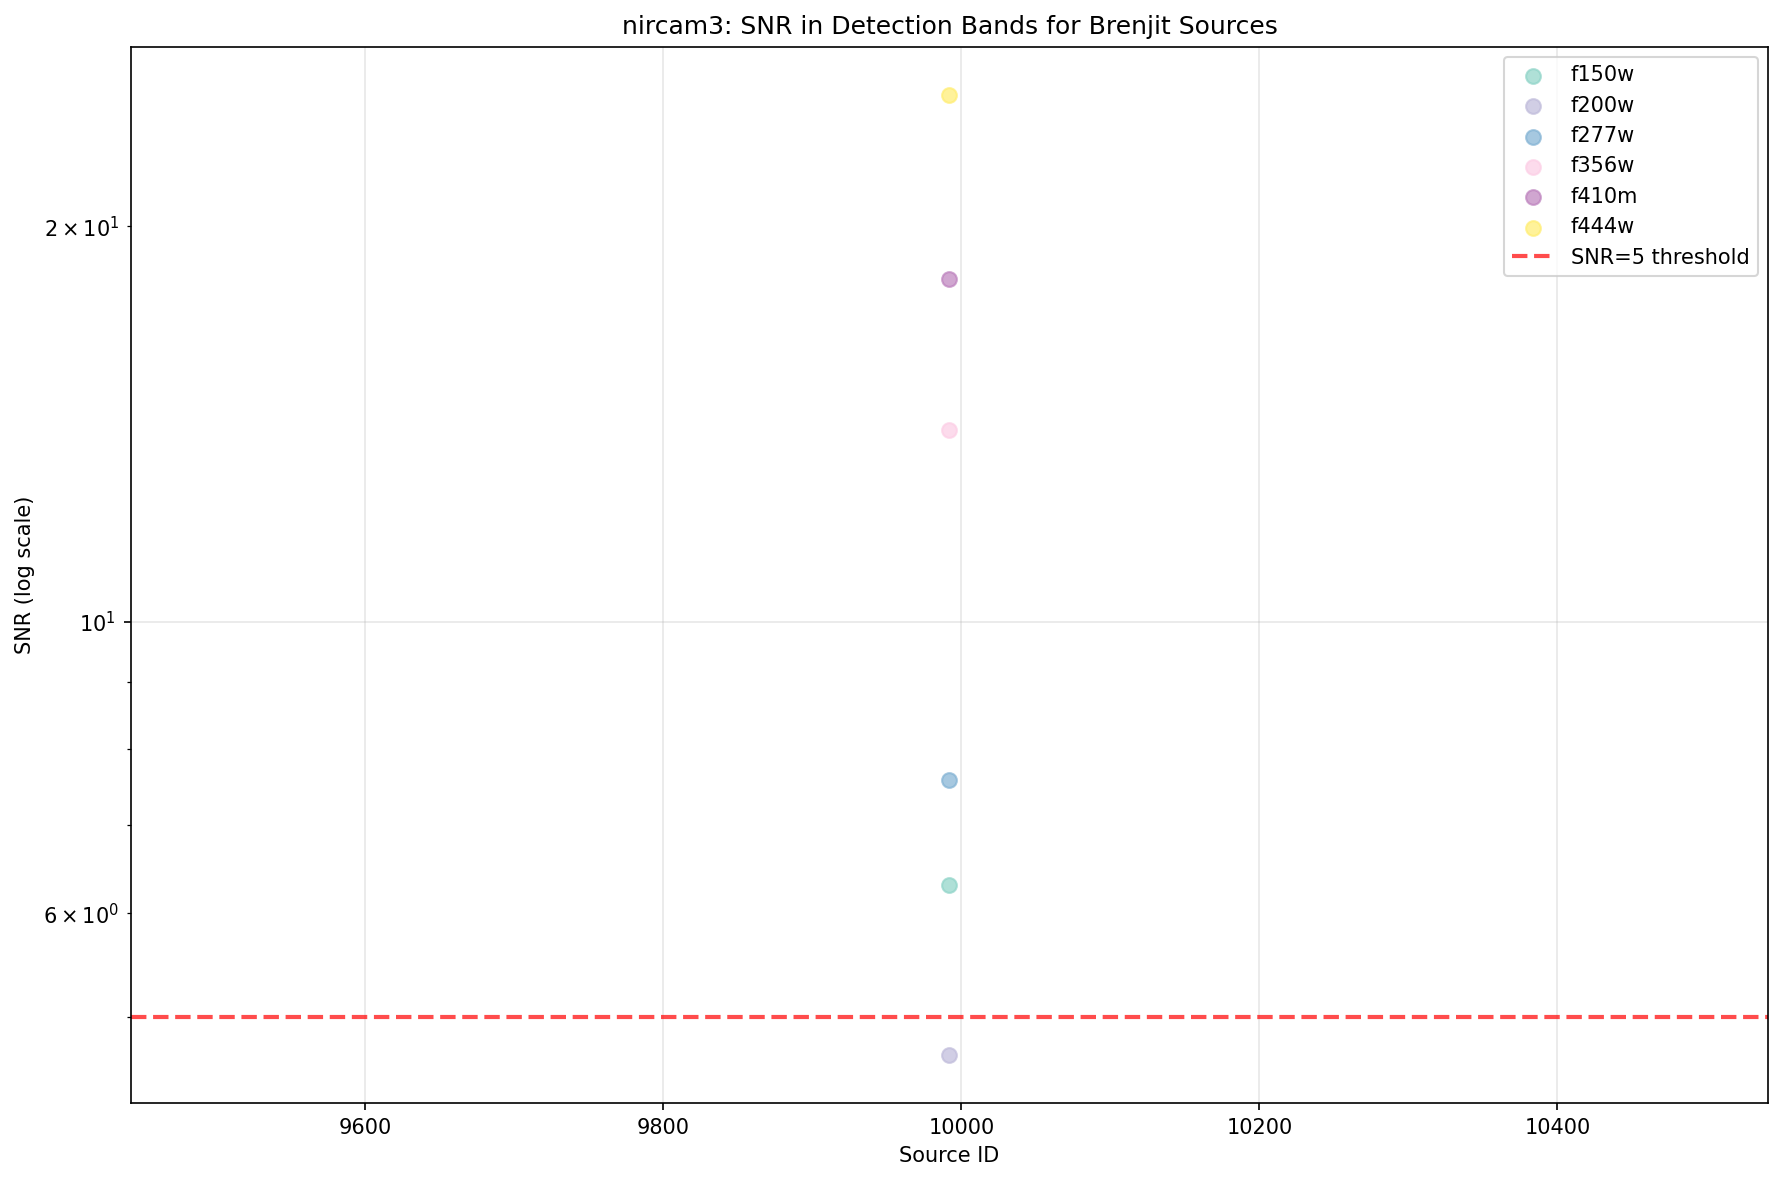 nircam3: SNR in Detection Bands for Brenjit Sources
f150w
f200w
f277w
f356w
f410m
f444w
SNR=5 threshold
2 × 10¹
10¹
6 × 10⁰
SNR (log scale)
9600 9800 10000 10200 10400
Source ID